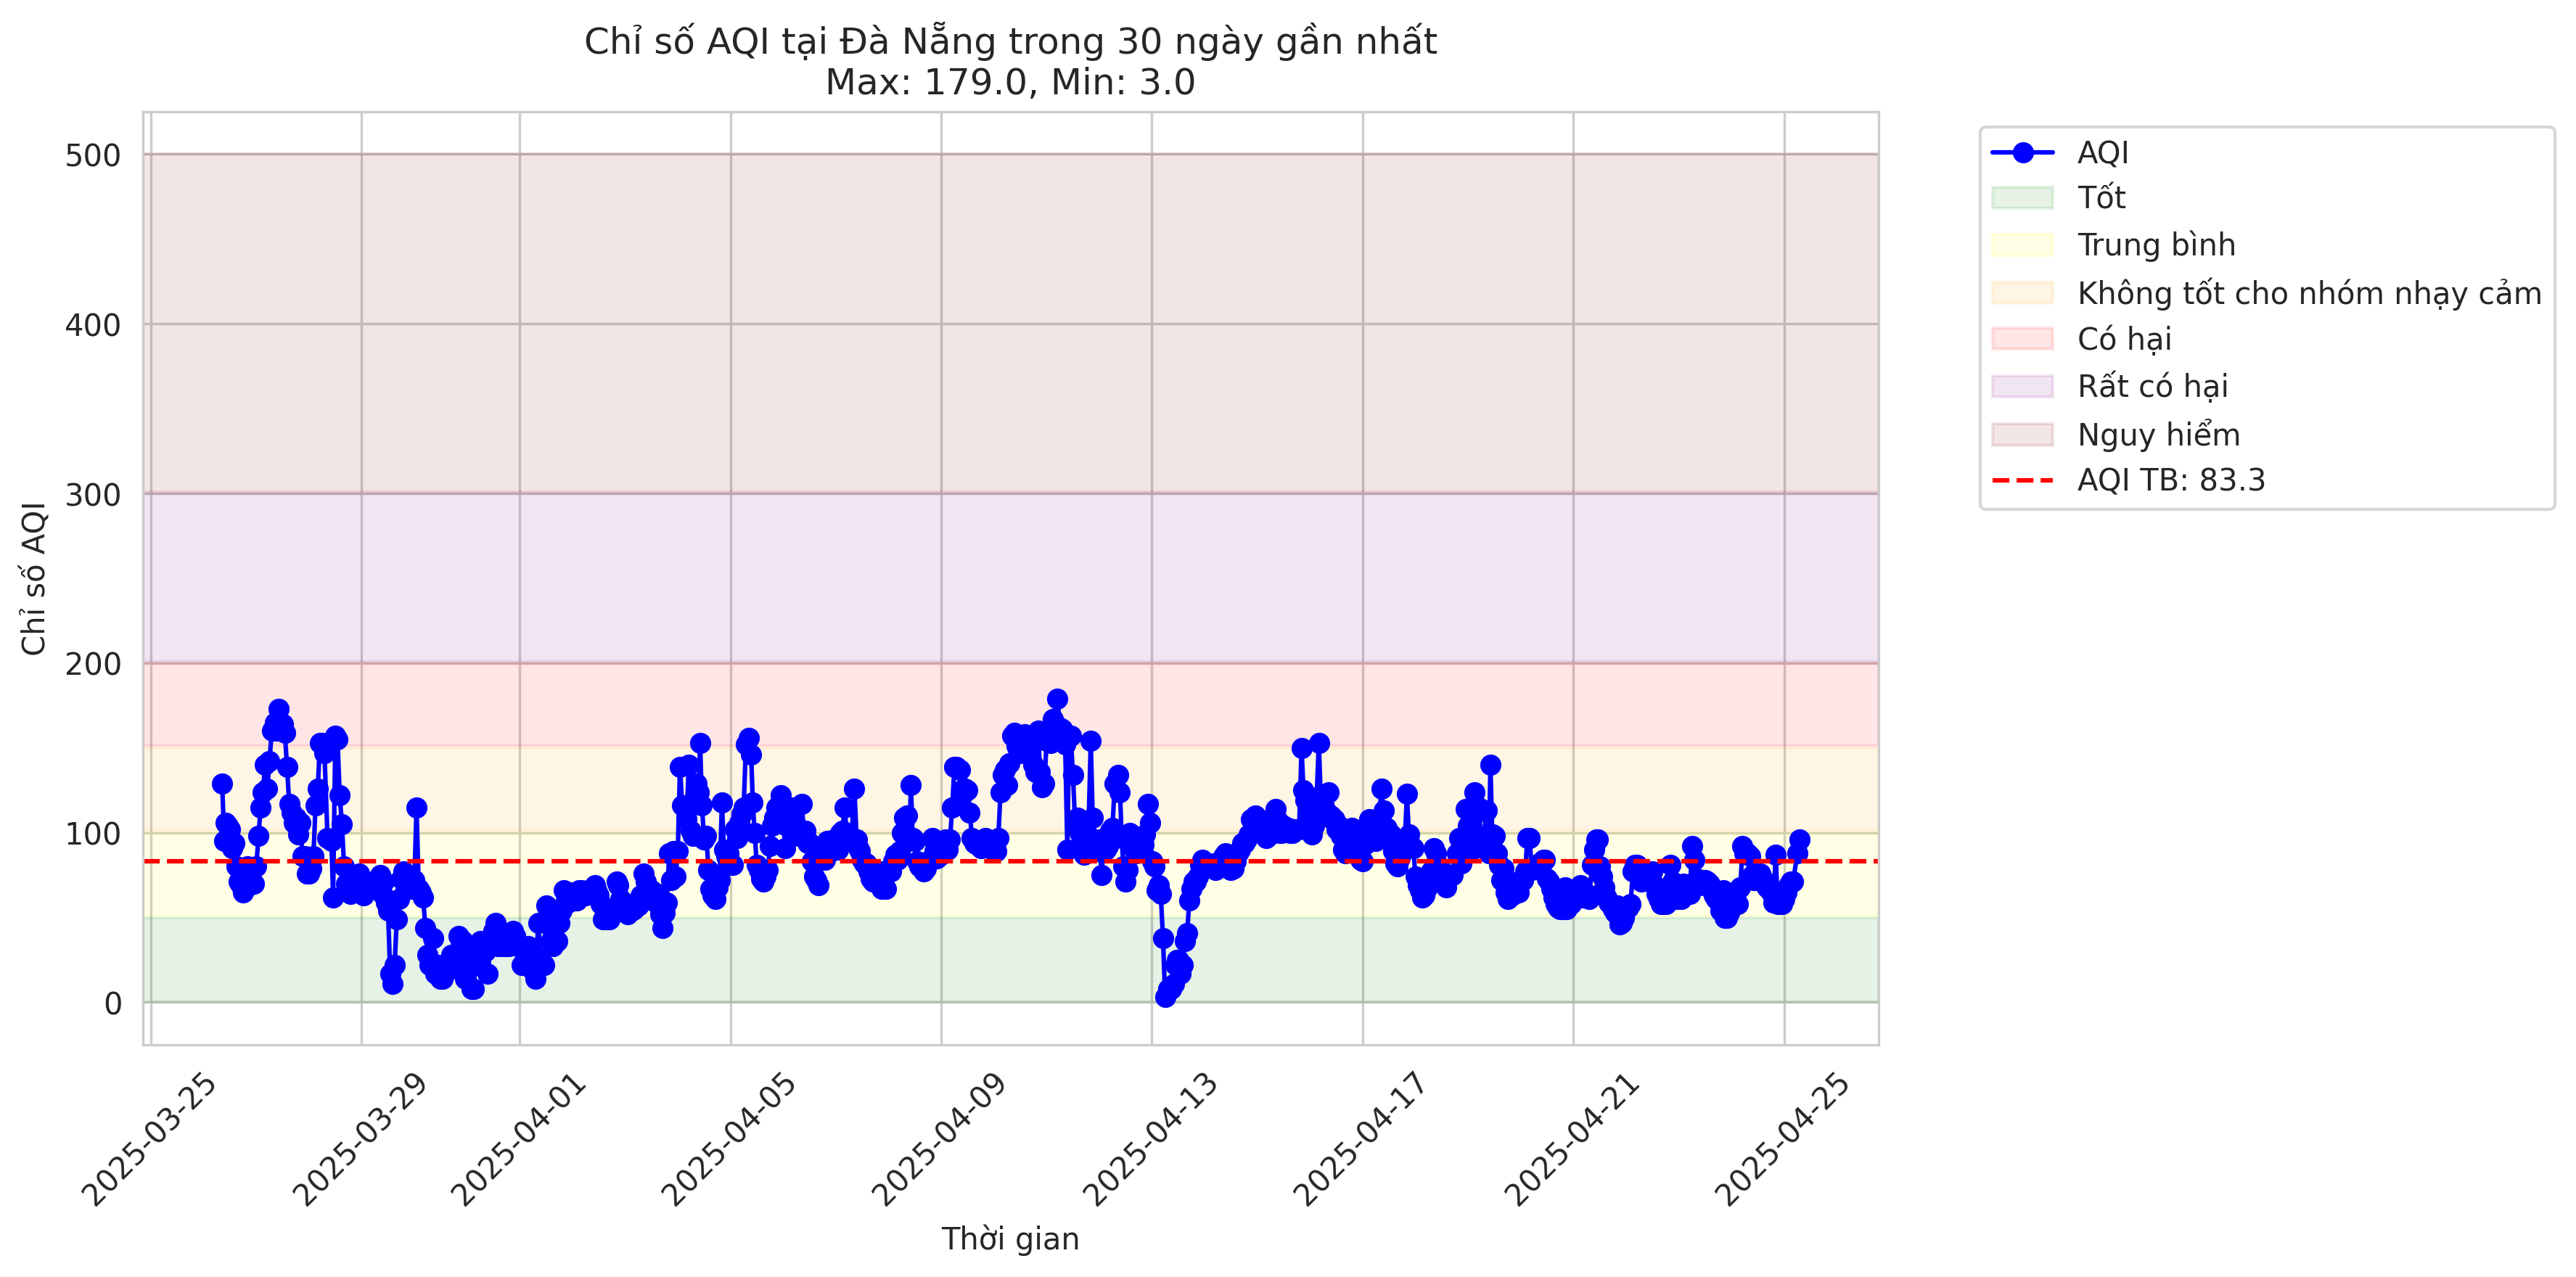 Chỉ số AQI tại Đà Nẵng trong 30 ngày gần nhất
Max: 179.0, Min: 3.0
Chỉ số AQI
500
400
300
200
100
0
2025-03-25
2025-03-29
2025-04-01
2025-04-05
2025-04-09
2025-04-13
2025-04-17
2025-04-21
2025-04-25
Thời gian
AQI
Tốt
Trung bình
Không tốt cho nhóm nhạy cảm
Có hại
Rất có hại
Nguy hiểm
AQI TB: 83.3